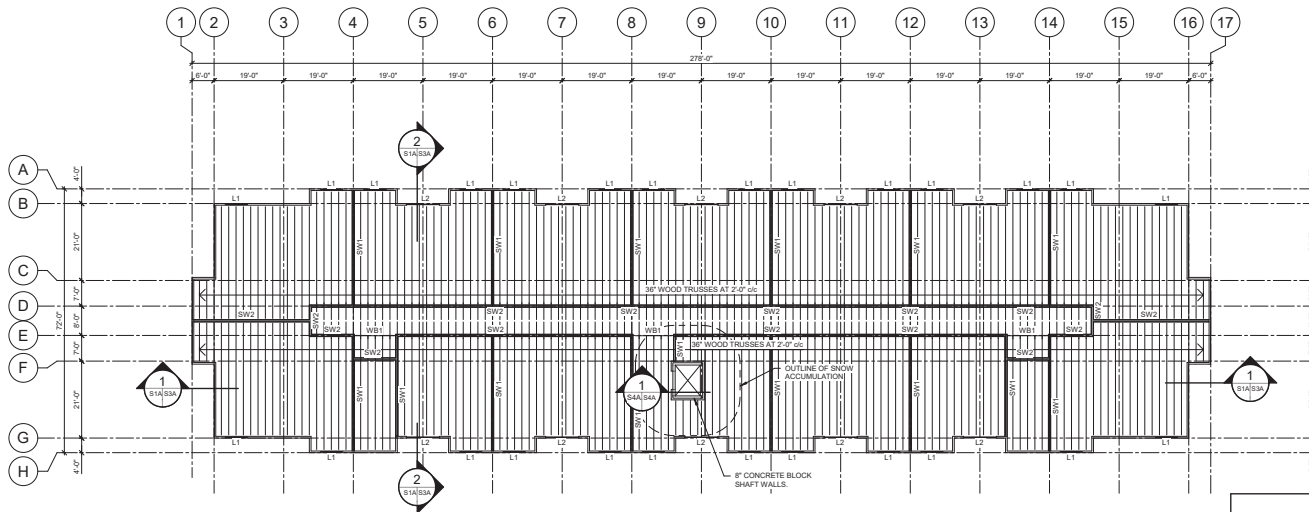 1 2 3 4 5 6 7 8 9 10 11 12 13 14 15 16 17
278'-0"
6'-0" 19'-0" 19'-0" 19'-0" 19'-0" 19'-0" 19'-0" 19'-0" 19'-0" 19'-0" 19'-0" 19'-0" 19'-0" 19'-0" 19'-0" 6'-0"
2
S1A S3A
A
4'-0"
L1 L1 L1 L1 L1 L1 L1 L1 L1 L1 L1 L1
B
L1 L2 L2 L2 L2 L2 L1
21'-0"
SW1 SW1 SW1 SW1 SW1 SW1
C
7'-0"
36" WOOD TRUSSES AT 2'-0" c/c
D
SW2 SW2 SW2 SW2 SW2 SW2 SW2
SW2 SW2
72'-0"
8'-0"
SW2 WB1 SW2 WB1 SW2 SW2 WB1 SW2
E
7'-0"
SW1 36" WOOD TRUSSES AT 2'-0" c/c
SW2 SW2
F
OUTLINE OF SNOW
ACCUMULATION
1
S1A S3A
1
S4A S4A
1
S1A S3A
21'-0"
SW1 SW1 SW1 SW1 SW1 SW1 SW1
G
L1 L2 L2 L2 L2 L1
H
4'-0"
L1 L1 L1 L1 L1 L1 L1 L1 L1 L1
8" CONCRETE BLOCK
SHAFT WALLS.
2
S1A S3A